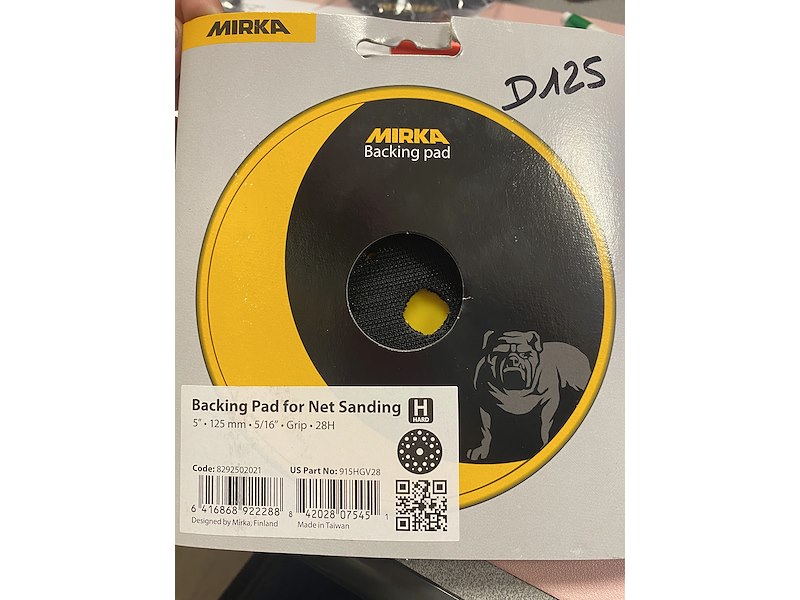 MIRKA
D125
MIRKA
Backing pad
Backing Pad for Net Sanding H
HARD
5" • 125 mm • 5/16" • Grip • 28H
Code: 8292502021 US Part No: 915HGV28
6 416868 922288 8 42028 07545 1
Designed by Mirka, Finland Made in Taiwan